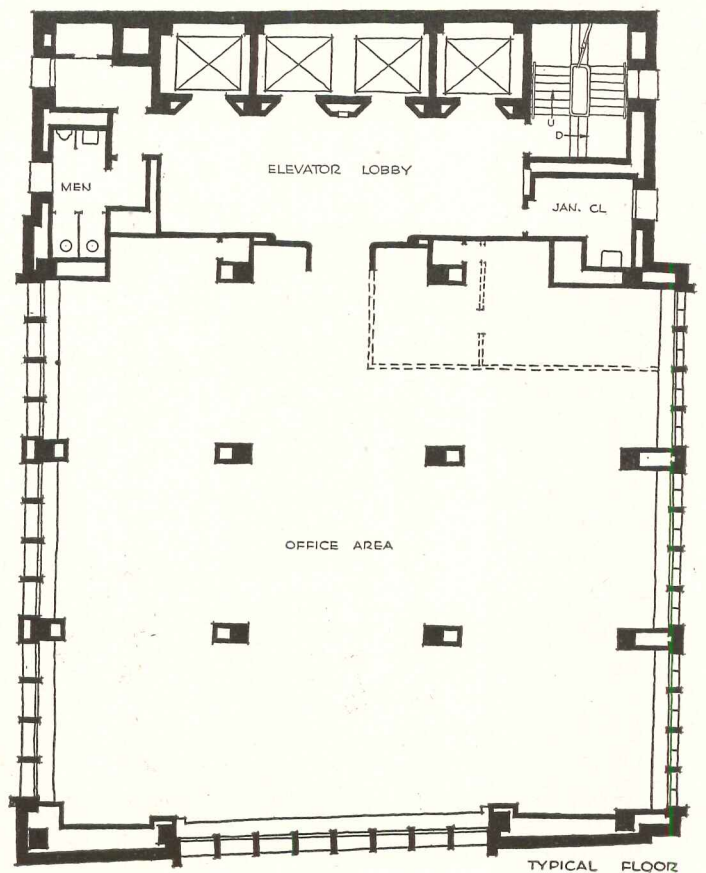 U
D
ELEVATOR LOBBY
MEN
JAN. CL
OFFICE AREA
TYPICAL FLOOR